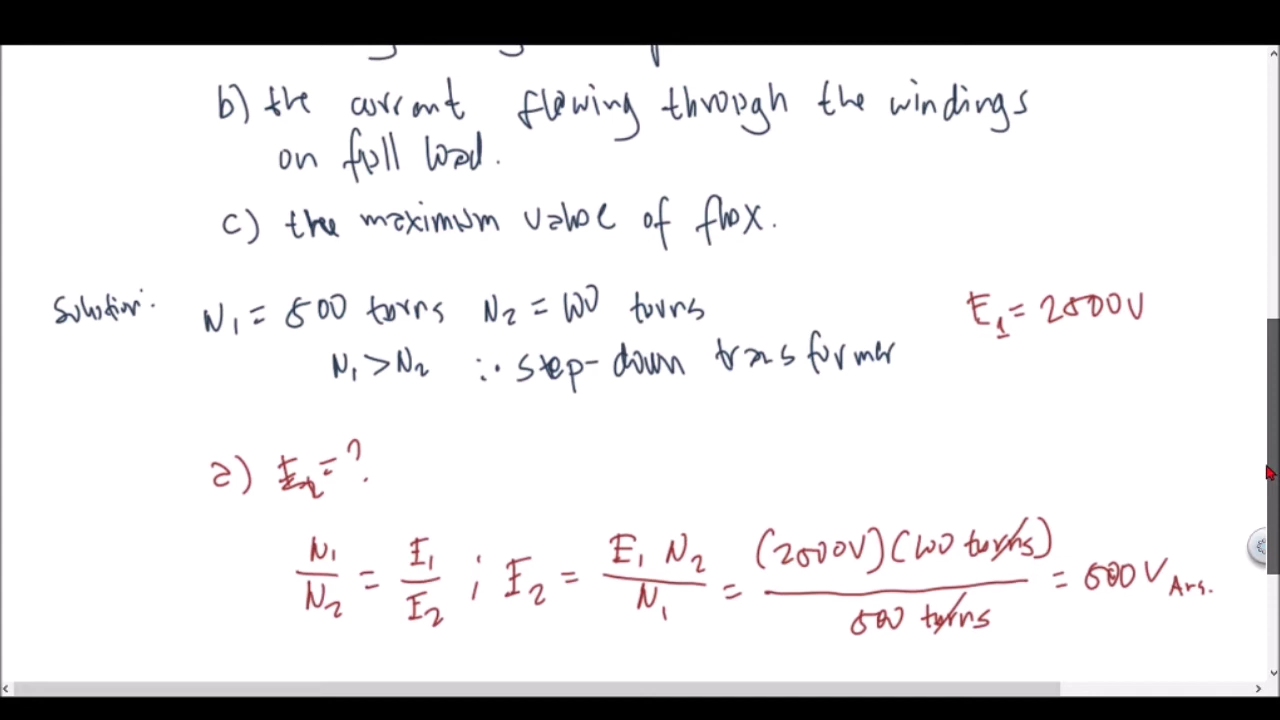 b) the current flowing through the windings
on full load.
c) the maximum value of flux.
Solution: N₁ = 500 turns N₂ = 100 turns E₁ = 2500V
N₁ > N₂ ∴ step-down transformer
a) E₂ = ?
N₁/N₂ = E₁/E₂ ; E₂ = E₁ N₂/N₁ = (2500V)(100 turns)/500 turns = 500 V Ans.